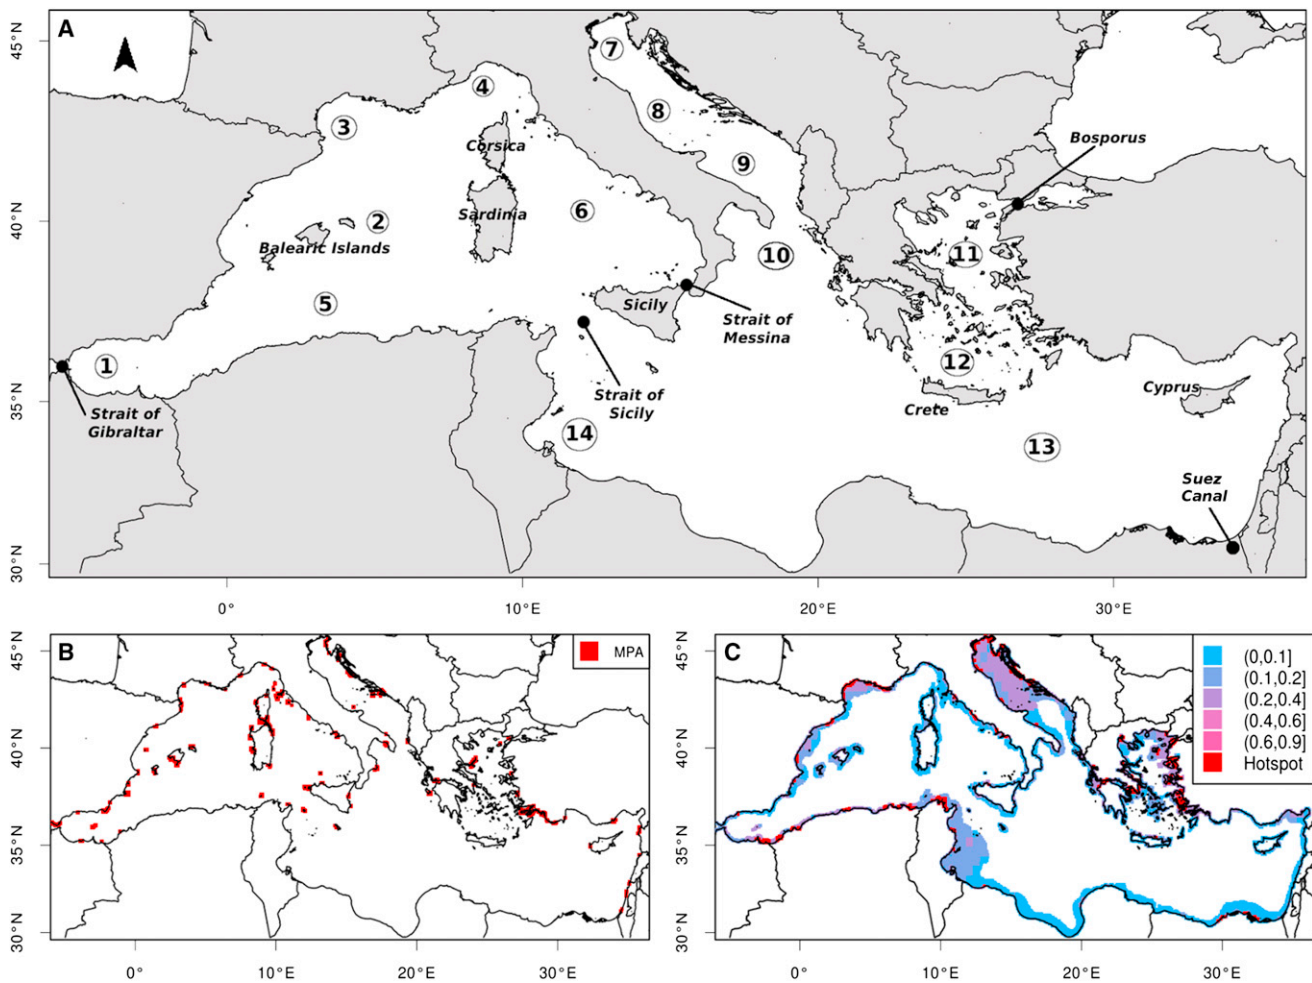 A
45°N
40°N
35°N
30°N
7
4
8
3
Bosporus
Corsica
9
Sardinia
6
2
Balearic Islands
10
11
5
Sicily
Strait of
Messina
1
12
Strait of
Gibraltar
Strait of
Sicily
Crete
Cyprus
14
13
Suez
Canal
0°
10°E
20°E
30°E
B
MPA
45°N
40°N
35°N
30°N
0°
10°E
20°E
30°E
C
(0,0.1]
(0.1,0.2]
(0.2,0.4]
(0.4,0.6]
(0.6,0.9]
Hotspot
45°N
40°N
35°N
30°N
0°
10°E
20°E
30°E